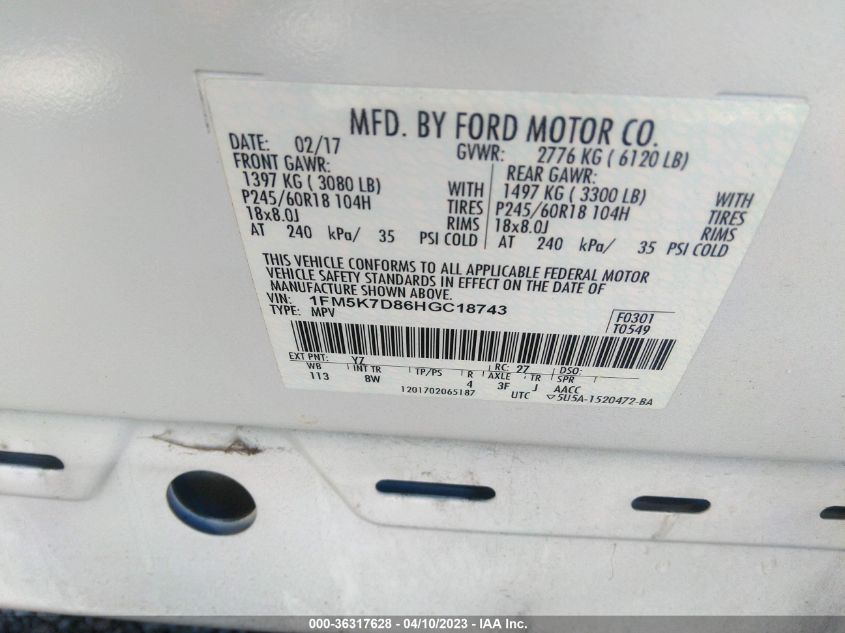 MFD. BY FORD MOTOR CO.
DATE: 02/17
GVWR: 2776 KG ( 6120 LB)
FRONT GAWR:
1397 KG ( 3080 LB) WITH
P245/60R18 104H TIRES
18x8.0J RIMS
AT 240 kPa/ 35 PSI COLD
REAR GAWR:
1497 KG ( 3300 LB) WITH
P245/60R18 104H TIRES
18x8.0J RIMS
AT 240 kPa/ 35 PSI COLD
THIS VEHICLE CONFORMS TO ALL APPLICABLE FEDERAL MOTOR
VEHICLE SAFETY STANDARDS IN EFFECT ON THE DATE OF
MANUFACTURE SHOWN ABOVE.
VIN: 1FM5K7D86HGC18743
TYPE: MPV
F0301
T0549
EXT PNT: YZ RC: 27 DSO:
WB INT TR TP/PS R AXLE TR SPR
113 8W 4 3F J AACC
1201702065187 UTC ▽5U5A-1520472-BA
000-36317628 - 04/10/2023 - IAA Inc.